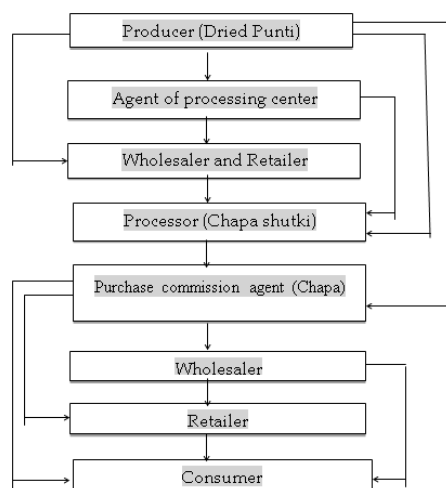 Producer (Dried Punti)
Agent of processing center
Wholesaler and Retailer
Processor (Chapa shutki)
Purchase commission agent (Chapa)
Wholesaler
Retailer
Consumer